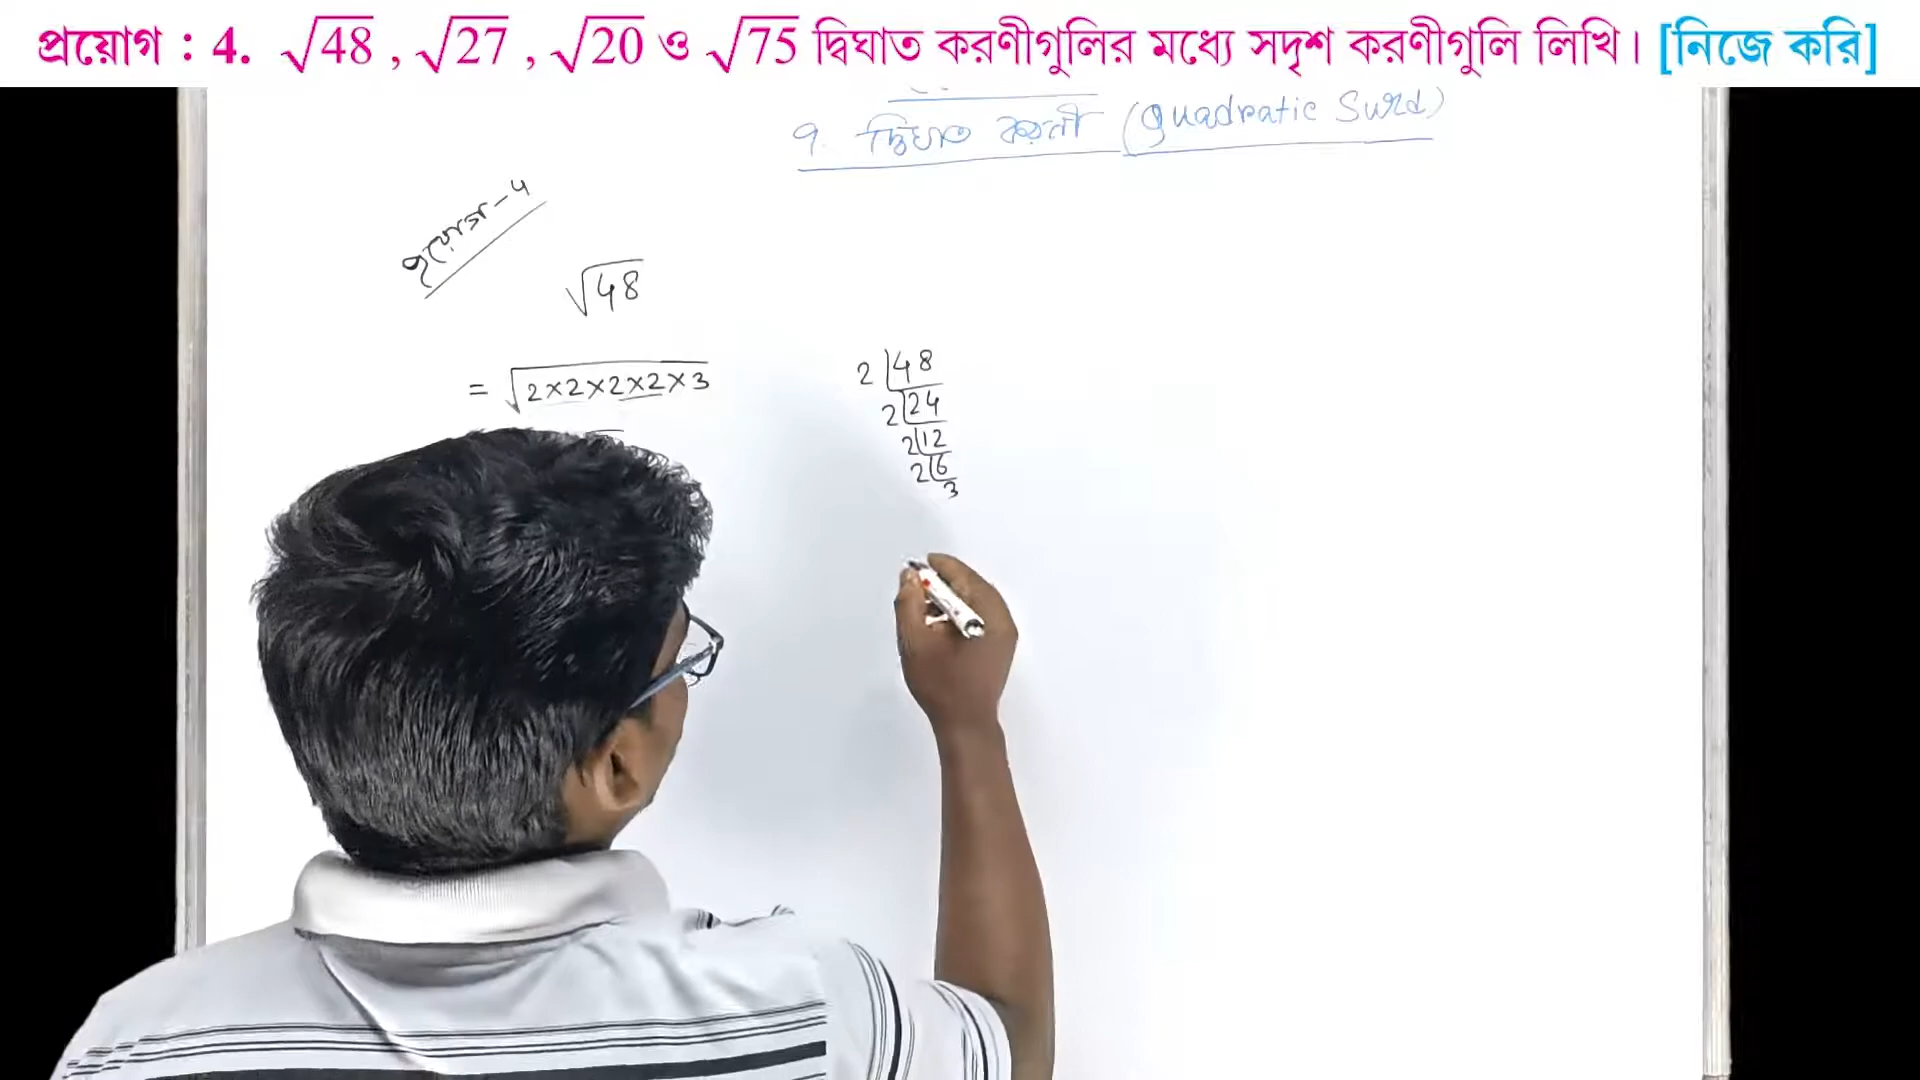 প্রয়োগ : 4. √48 , √27 , √20 ও √75 দ্বিঘাত করণীগুলির মধ্যে সদৃশ করণীগুলি লিখি। [নিজে করি]
৭. দ্বিঘাত করণী (Quadratic Surd)
প্রয়োগ-4
√48
= √2×2×2×2×3
2 48
2 24
2 12
2 6
3